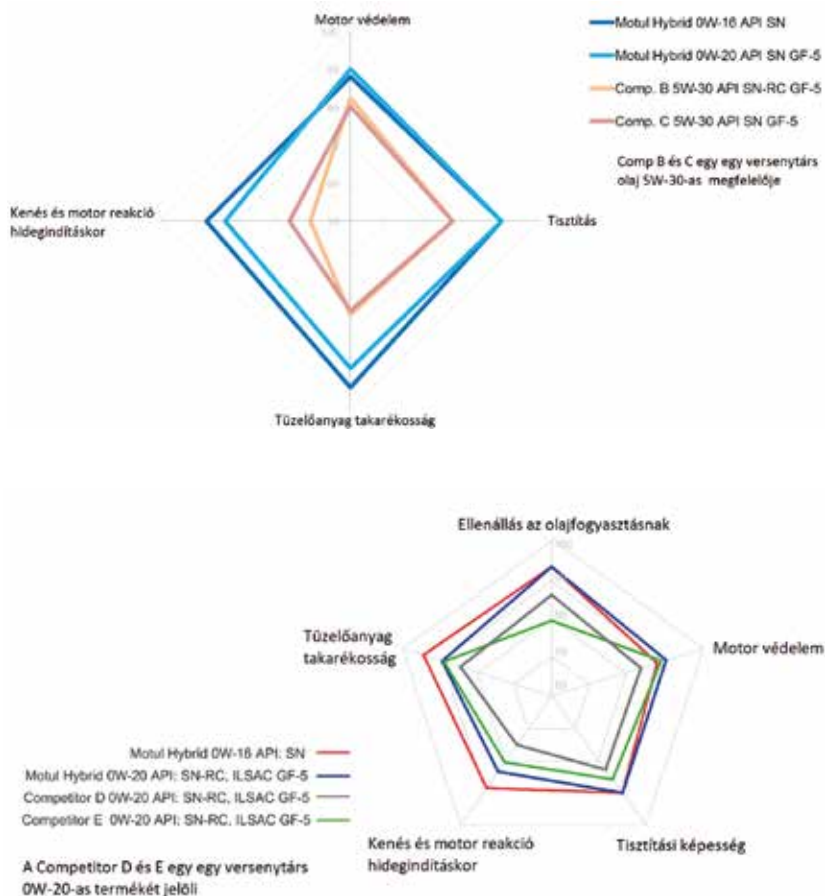 Motor védelem
Motul Hybrid 0W-16 API SN
Motul Hybrid 0W-20 API SN GF-5
Comp. B 5W-30 API SN-RC GF-5
Comp. C 5W-30 API SN GF-5
Comp B és C egy egy versenytárs
olaj 5W-30-as megfelelője
Kenés és motor reakció
hidegindításkor
Tisztítás
Tüzelőanyag takarékosság
Ellenállás az olajfogyasztásnak
Tüzelőanyag
takarékosság
Motor védelem
Motul Hybrid 0W-16 API: SN
Motul Hybrid 0W-20 API: SN-RC, ILSAC GF-5
Competitor D 0W-20 API: SN-RC, ILSAC GF-5
Competitor E 0W-20 API: SN-RC, ILSAC GF-5
Kenés és motor reakció
hidegindításkor
Tisztítási képesség
A Competitor D és E egy egy versenytárs
0W-20-as termékét jelöli